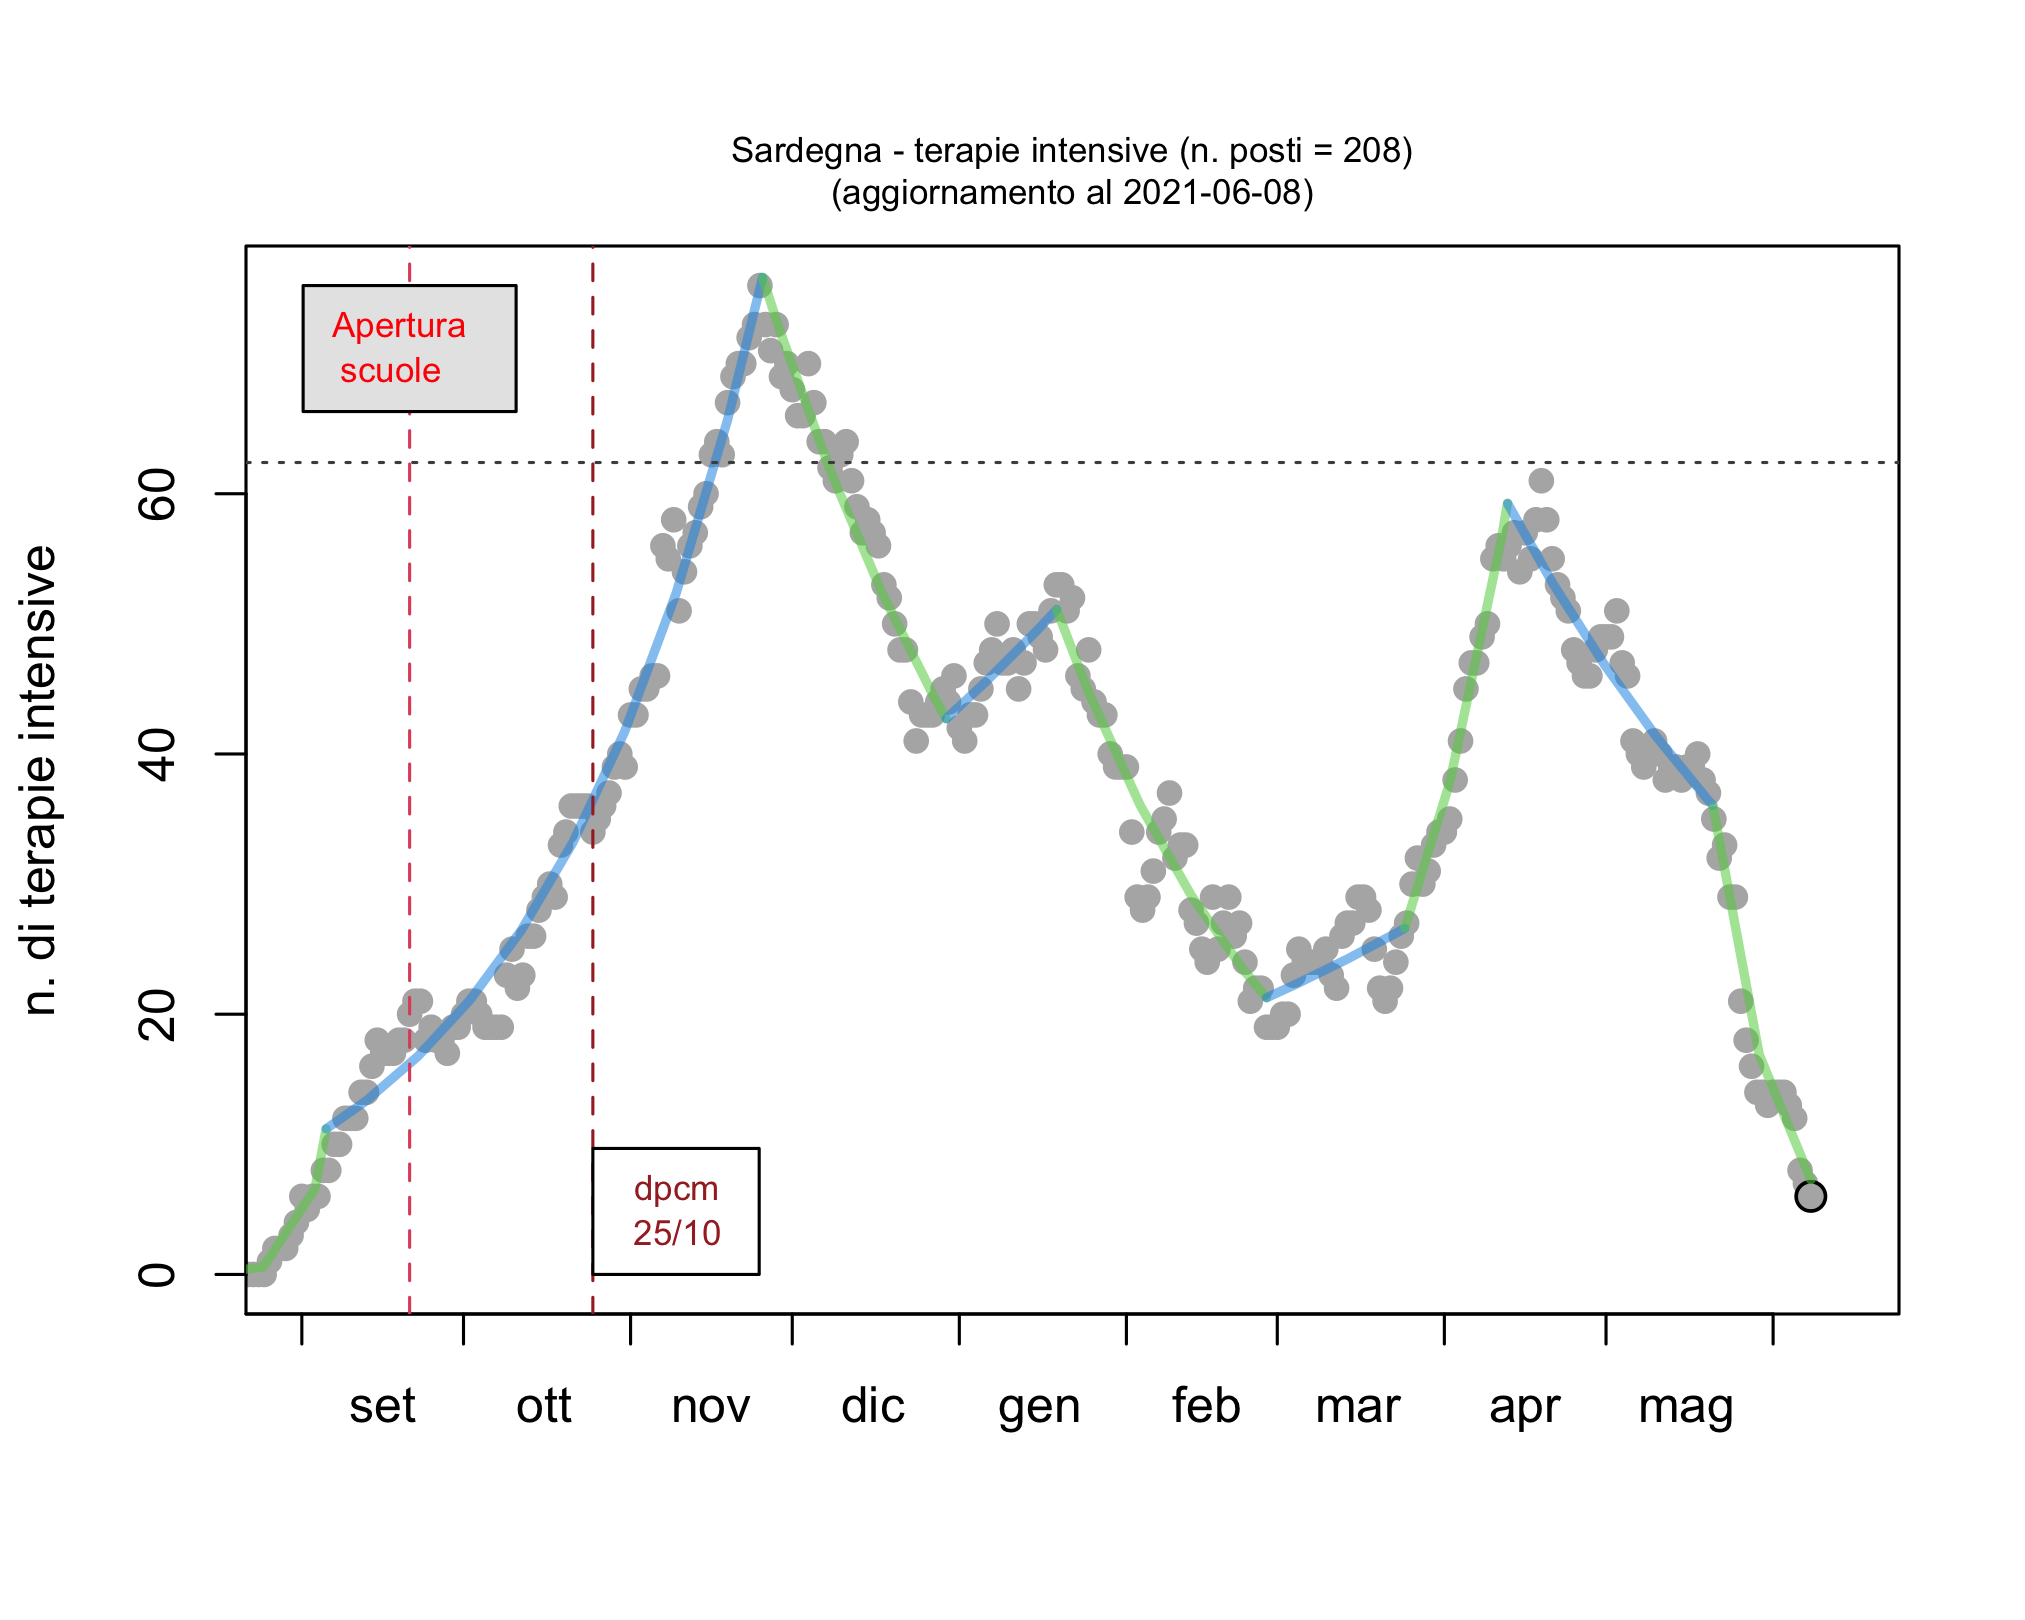 Sardegna - terapie intensive (n. posti = 208)
(aggiornamento al 2021-06-08)
Apertura
scuole
n. di terapie intensive
60
40
20
0
dpcm
25/10
set ott nov dic gen feb mar apr mag